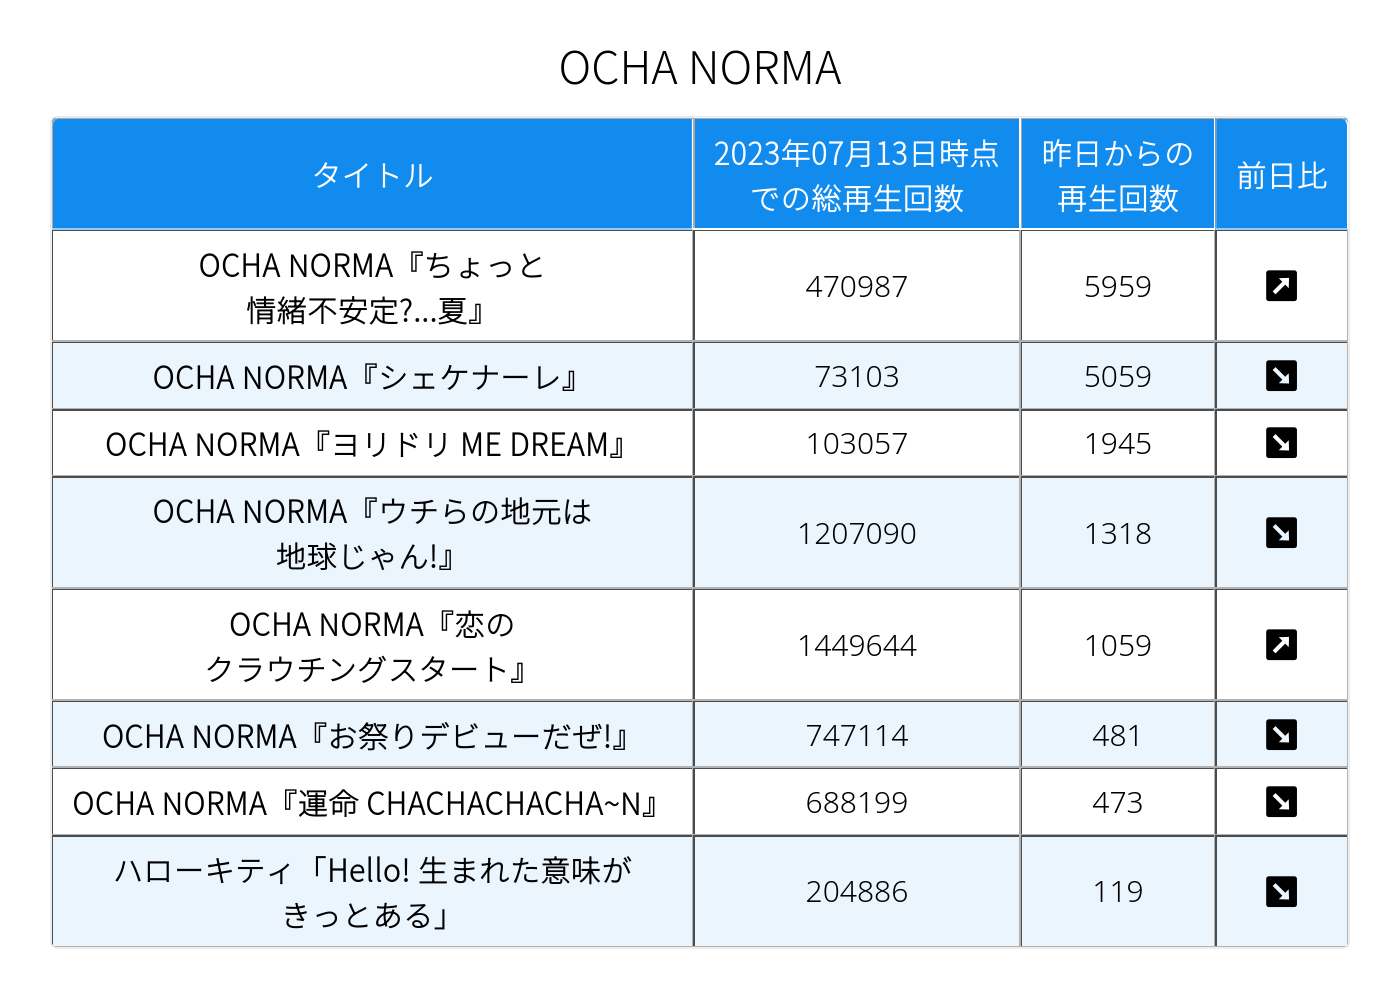 OCHA NORMA
タイトル
2023年07月13日時点
での総再生回数
昨日からの
再生回数
前日比
OCHA NORMA『ちょっと
情緒不安定?...夏』
470987
5959
OCHA NORMA『シェケナーレ』
73103
5059
OCHA NORMA『ヨリドリ ME DREAM』
103057
1945
OCHA NORMA『ウチらの地元は
地球じゃん!』
1207090
1318
OCHA NORMA『恋の
クラウチングスタート』
1449644
1059
OCHA NORMA『お祭りデビューだぜ!』
747114
481
OCHA NORMA『運命 CHACHACHACHA~N』
688199
473
ハローキティ「Hello! 生まれた意味が
きっとある」
204886
119